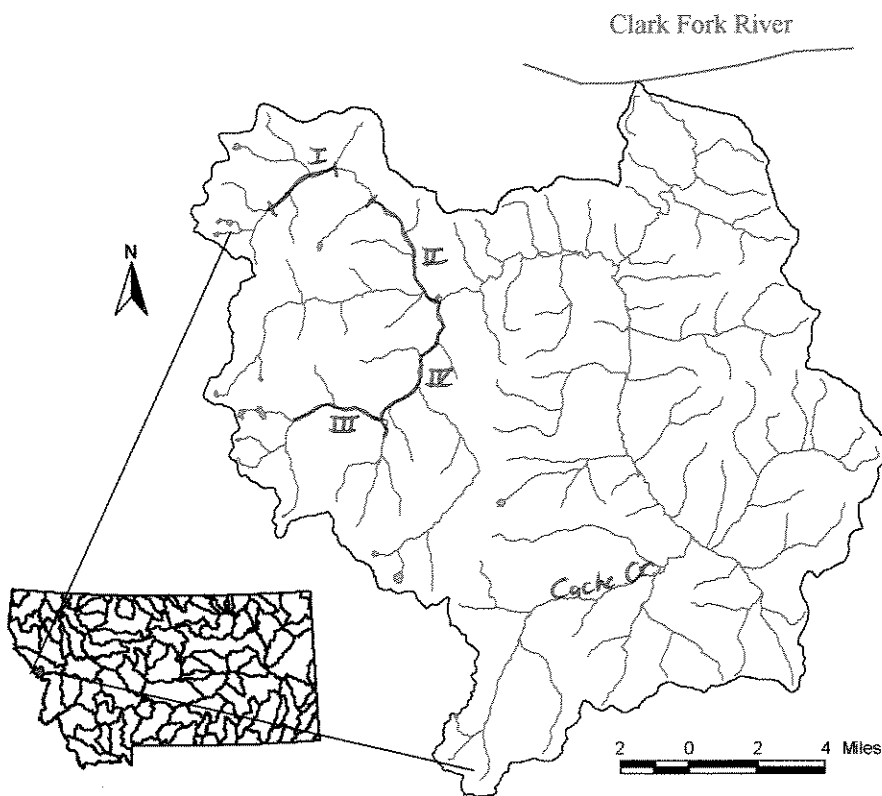 Clark Fork River
I
N
II
IV
III
Cache Cr
2 0 2 4 Miles